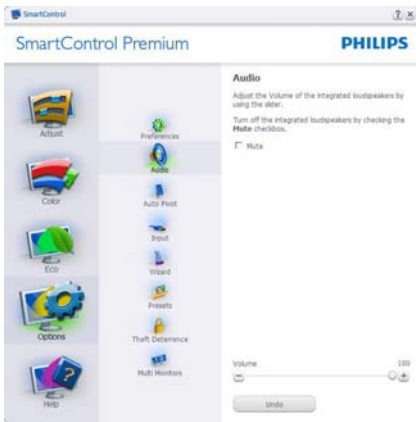 SmartControl
SmartControl Premium
PHILIPS
Adjust
Color
Eco
Options
Help
Preferences
Audio
Auto Pivot
Input
Wizard
Presets
Theft Deterrence
Multi Monitors
Audio
Adjust the Volume of the integrated loudspeakers by
using the slider.
Turn off the integrated loudspeakers by checking the
Mute checkbox.
Mute
Volume 100
Undo